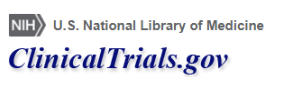 NIH U.S. National Library of Medicine
ClinicalTrials.gov